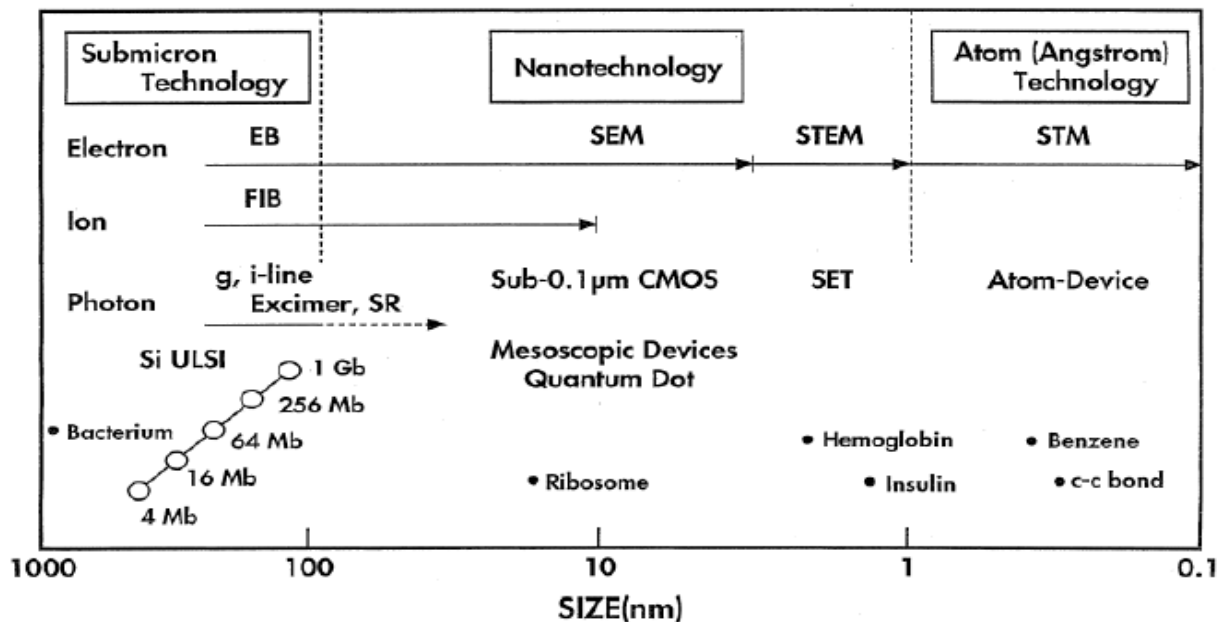 Submicron
Technology
Nanotechnology
Atom (Angstrom)
Technology
Electron
EB
SEM
STEM
STM
Ion
FIB
Photon
g, i-line
Excimer, SR
Sub-0.1μm CMOS
SET
Atom-Device
Si ULSI
Mesoscopic Devices
Quantum Dot
1 Gb
256 Mb
64 Mb
16 Mb
4 Mb
Bacterium
Ribosome
Hemoglobin
Insulin
Benzene
c-c bond
1000
100
10
1
0.1
SIZE(nm)